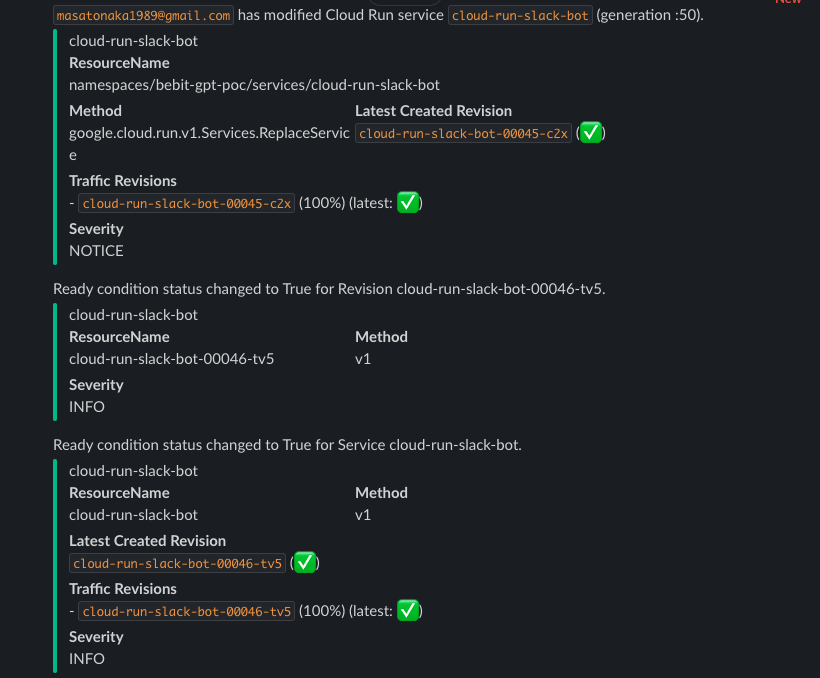 New
masatonaka1989@gmail.com has modified Cloud Run service cloud-run-slack-bot (generation :50).
cloud-run-slack-bot
ResourceName
namespaces/bebit-gpt-poc/services/cloud-run-slack-bot
Method Latest Created Revision
google.cloud.run.v1.Services.ReplaceServic cloud-run-slack-bot-00045-c2x (✅)
e
Traffic Revisions
- cloud-run-slack-bot-00045-c2x (100%) (latest: ✅)
Severity
NOTICE
Ready condition status changed to True for Revision cloud-run-slack-bot-00046-tv5.
cloud-run-slack-bot
ResourceName Method
cloud-run-slack-bot-00046-tv5 v1
Severity
INFO
Ready condition status changed to True for Service cloud-run-slack-bot.
cloud-run-slack-bot
ResourceName Method
cloud-run-slack-bot v1
Latest Created Revision
cloud-run-slack-bot-00046-tv5 (✅)
Traffic Revisions
- cloud-run-slack-bot-00046-tv5 (100%) (latest: ✅)
Severity
INFO